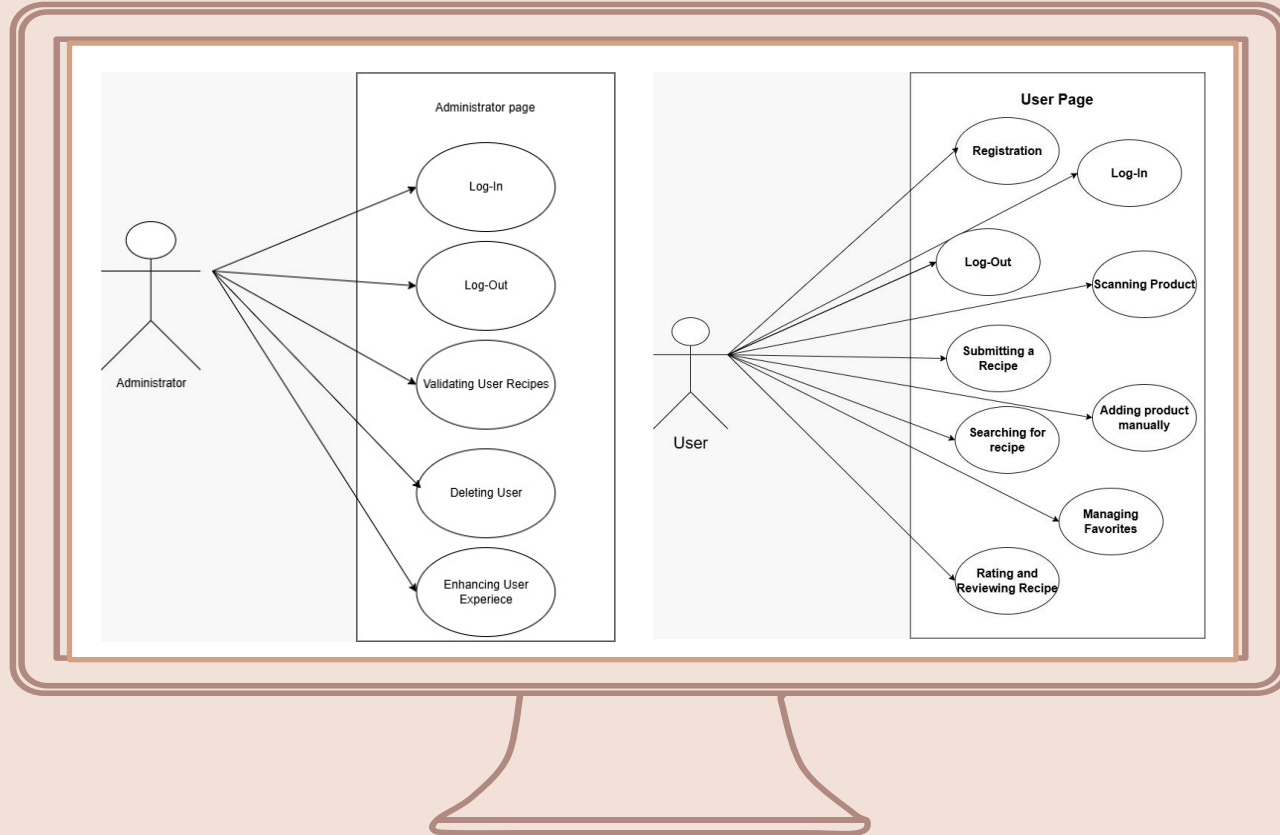 Administrator page
Log-In
Log-Out
Validating User Recipes
Deleting User
Enhancing User
Experiece
Administrator
User Page
Registration
Log-In
Log-Out
Scanning Product
Submitting a
Recipe
Adding product
manually
Searching for
recipe
Managing
Favorites
Rating and
Reviewing Recipe
User